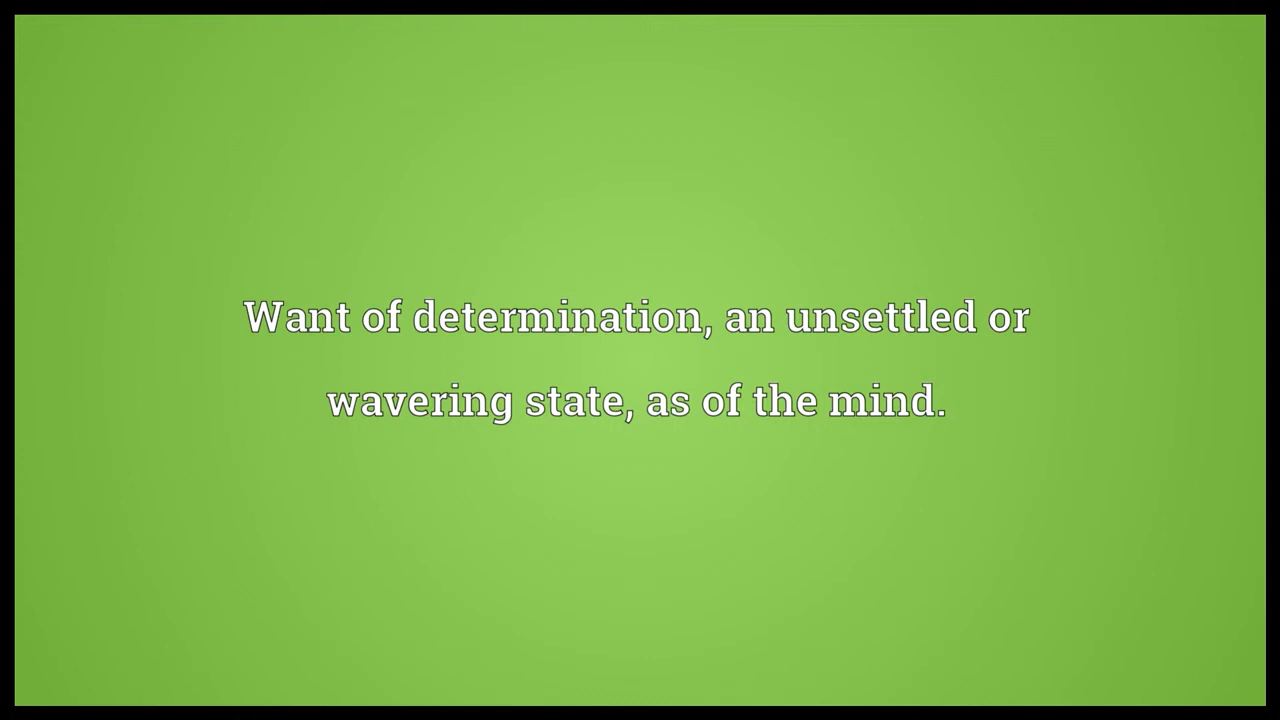 Want of determination, an unsettled or
wavering state, as of the mind.